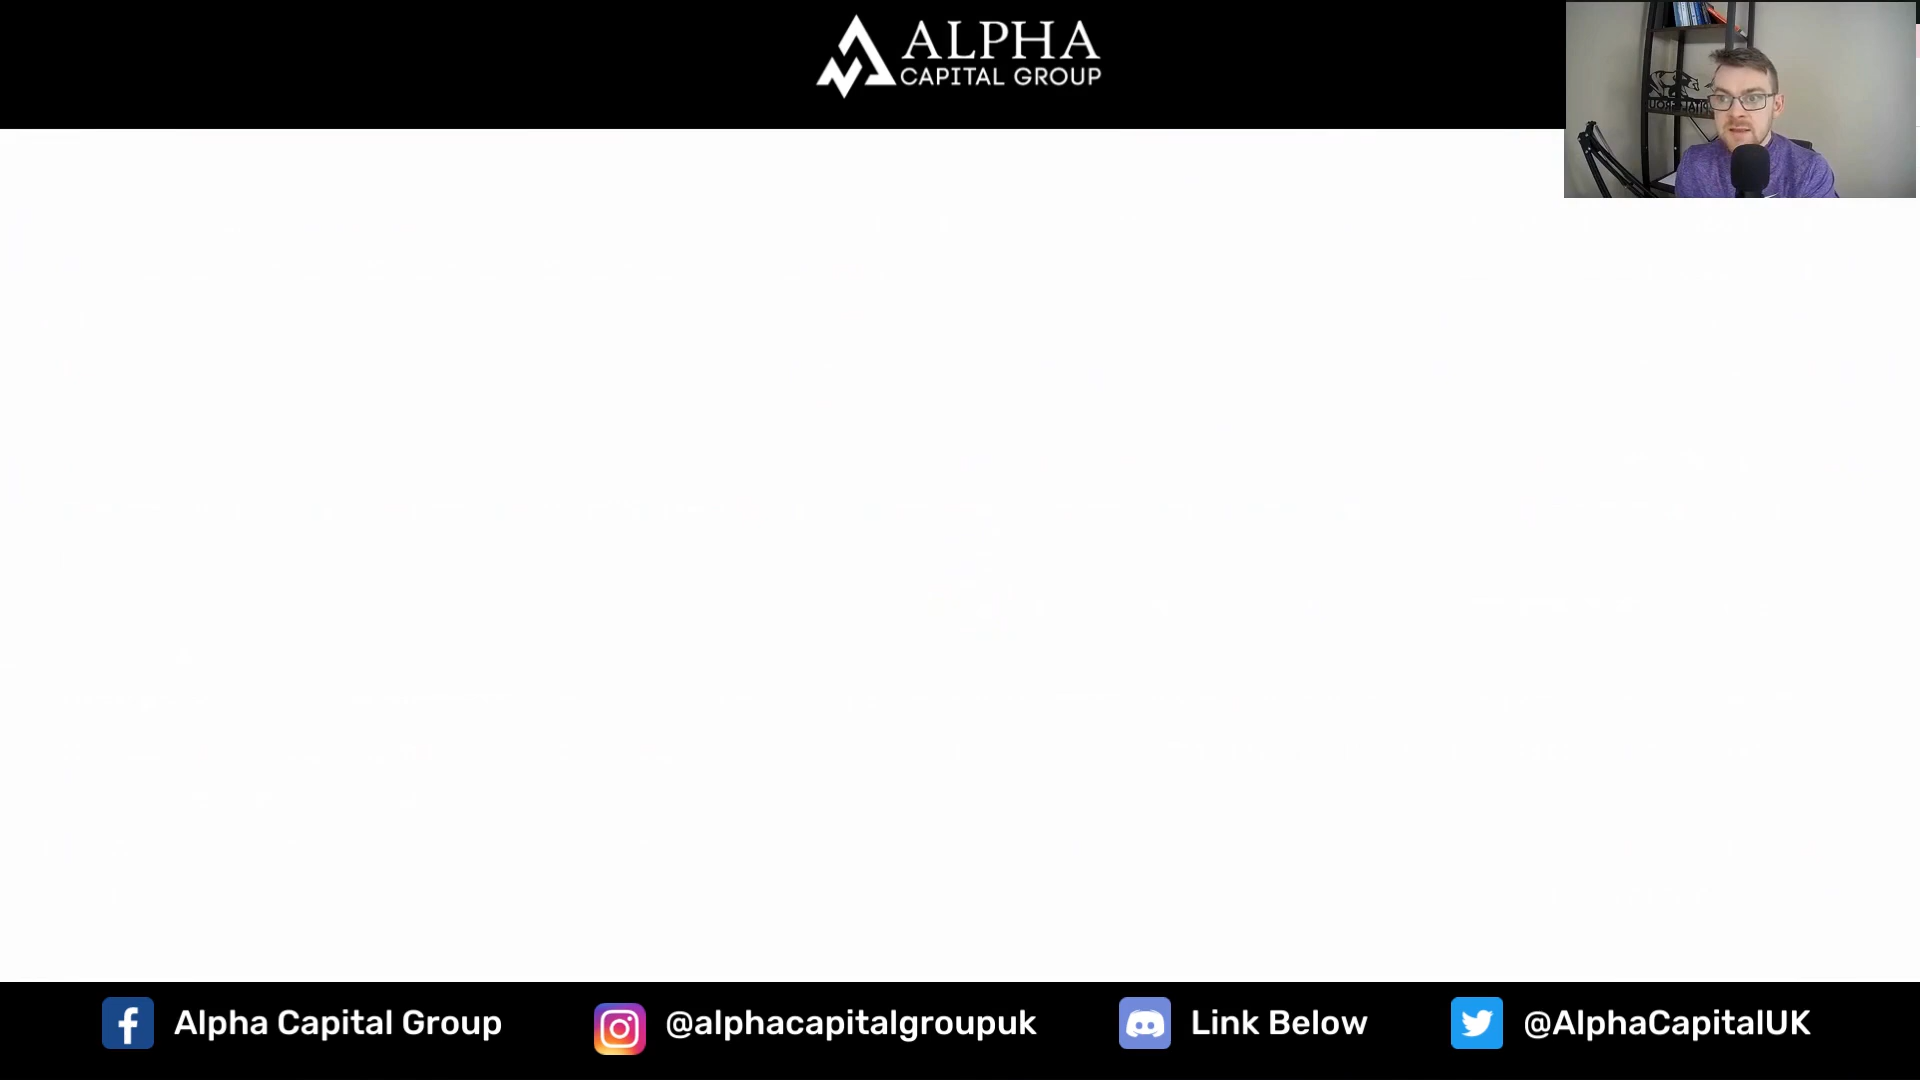 ALPHA
CAPITAL GROUP
Alpha Capital Group
@alphacapitalgroupuk
Link Below
@AlphaCapitalUK